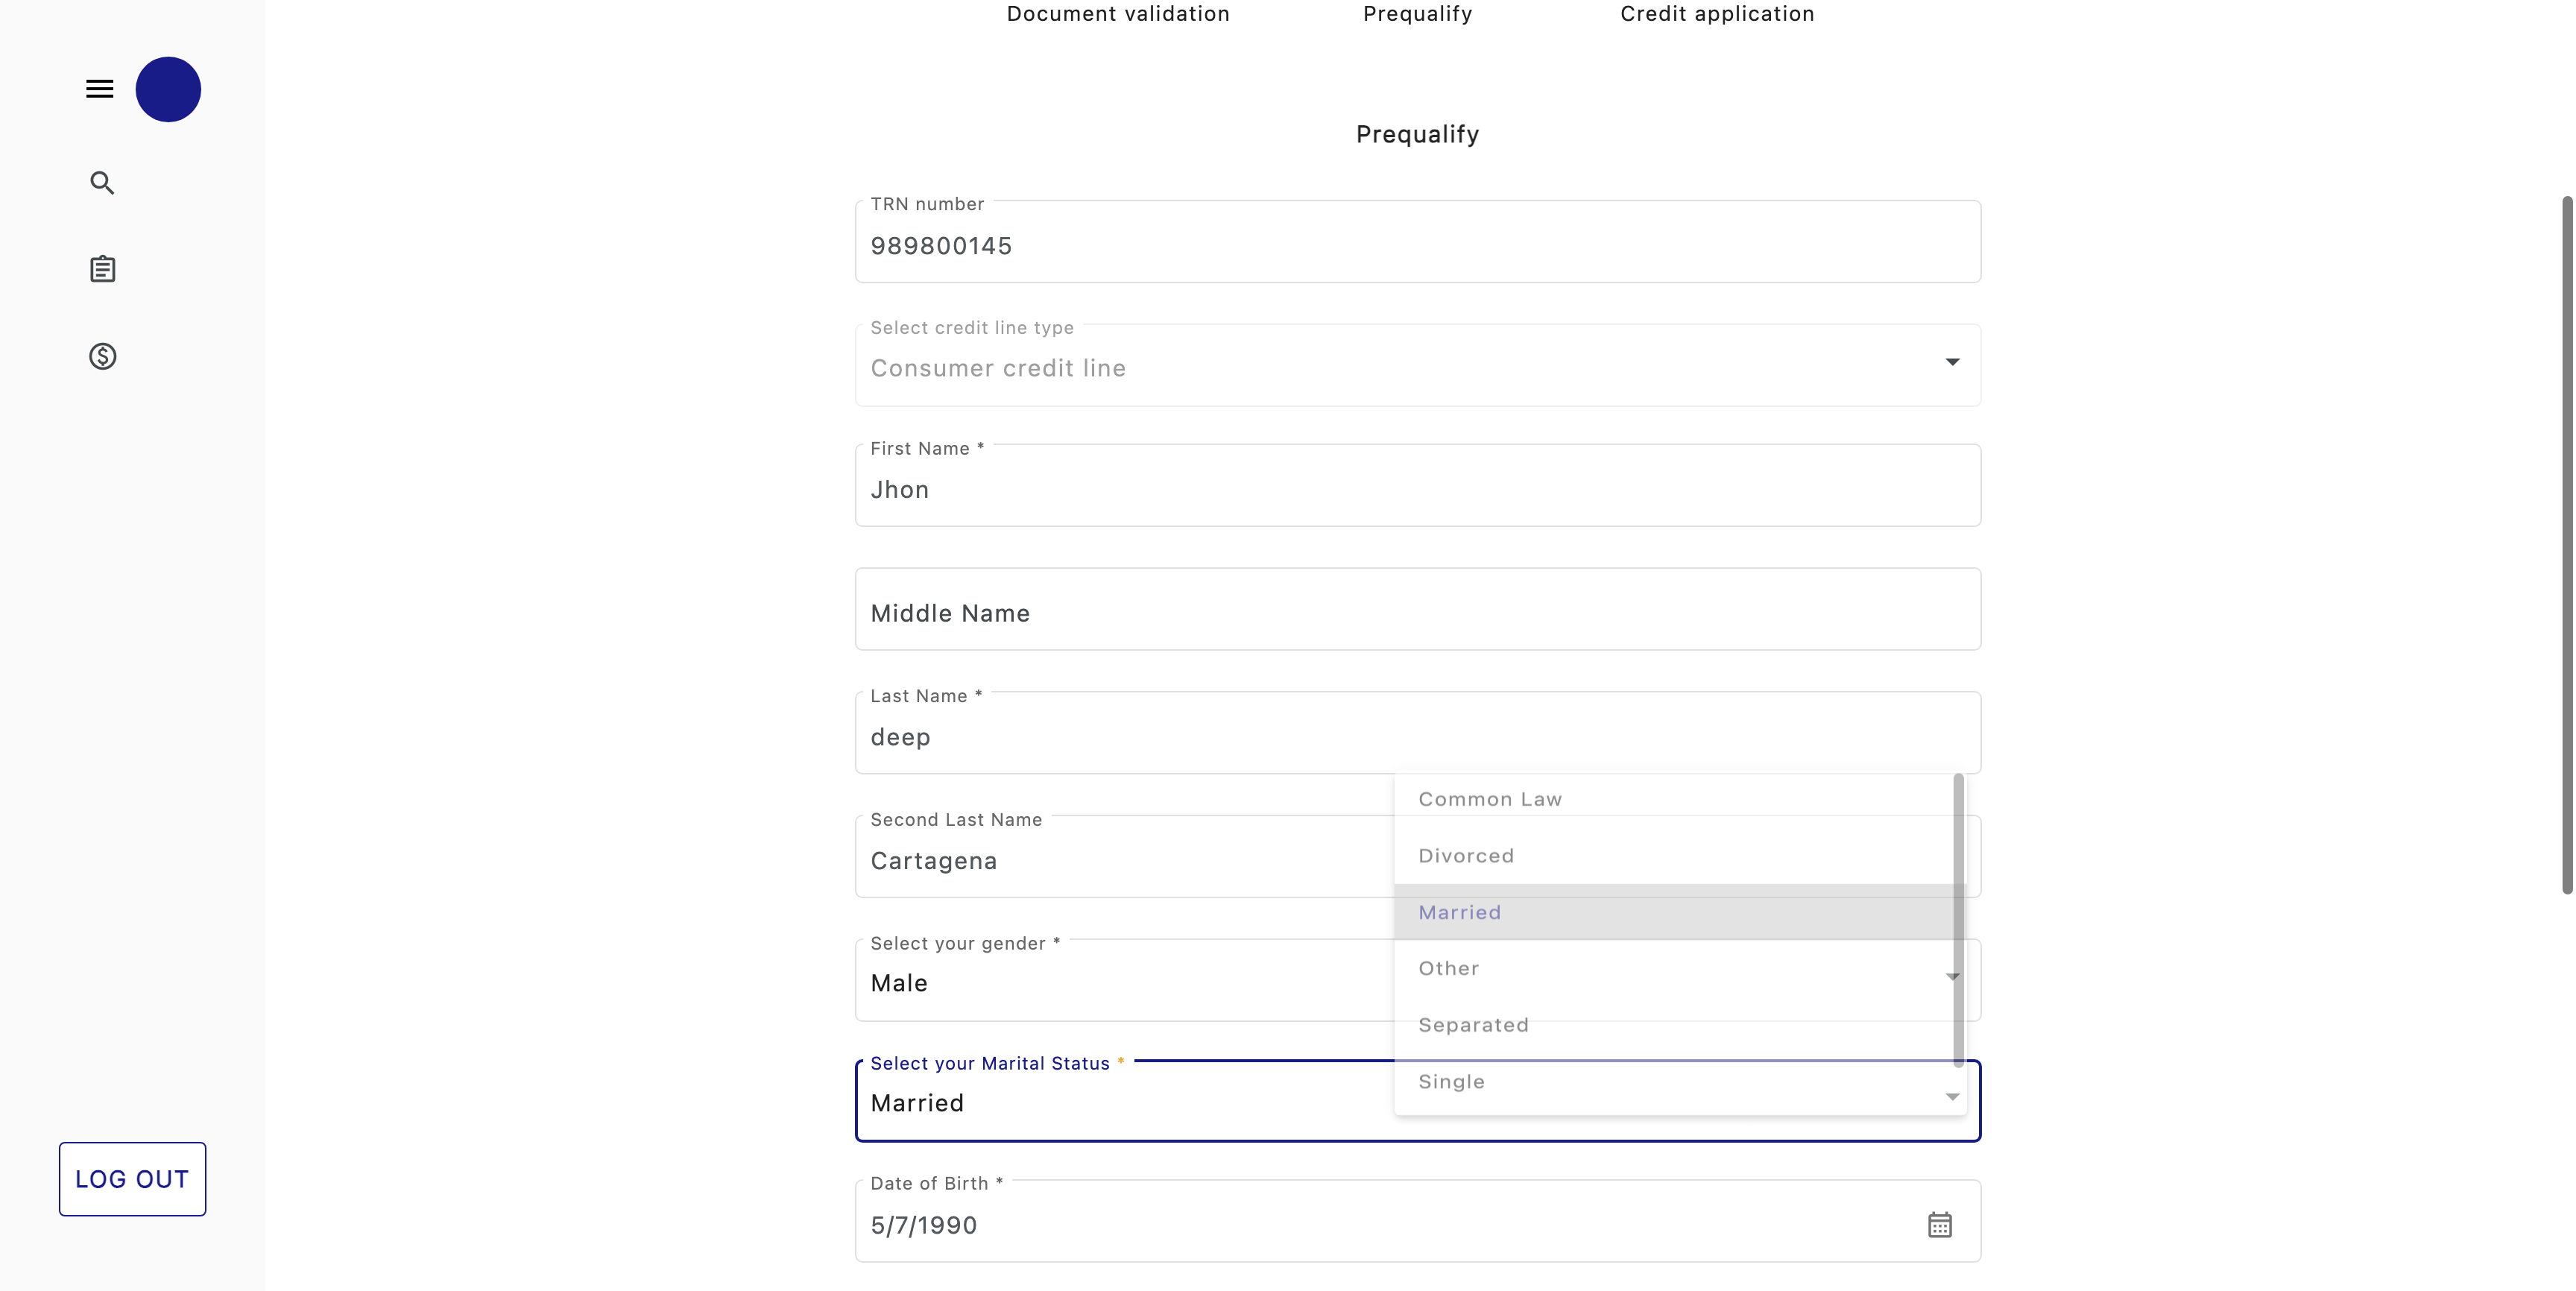 Document validation Prequalify Credit application
Prequalify
TRN number
989800145
Select credit line type
Consumer credit line
First Name *
Jhon
Middle Name
Last Name *
deep
Second Last Name
Cartagena
Select your gender *
Male
Common Law
Divorced
Married
Other
Separated
Single
Select your Marital Status *
Married
Date of Birth *
5/7/1990
LOG OUT